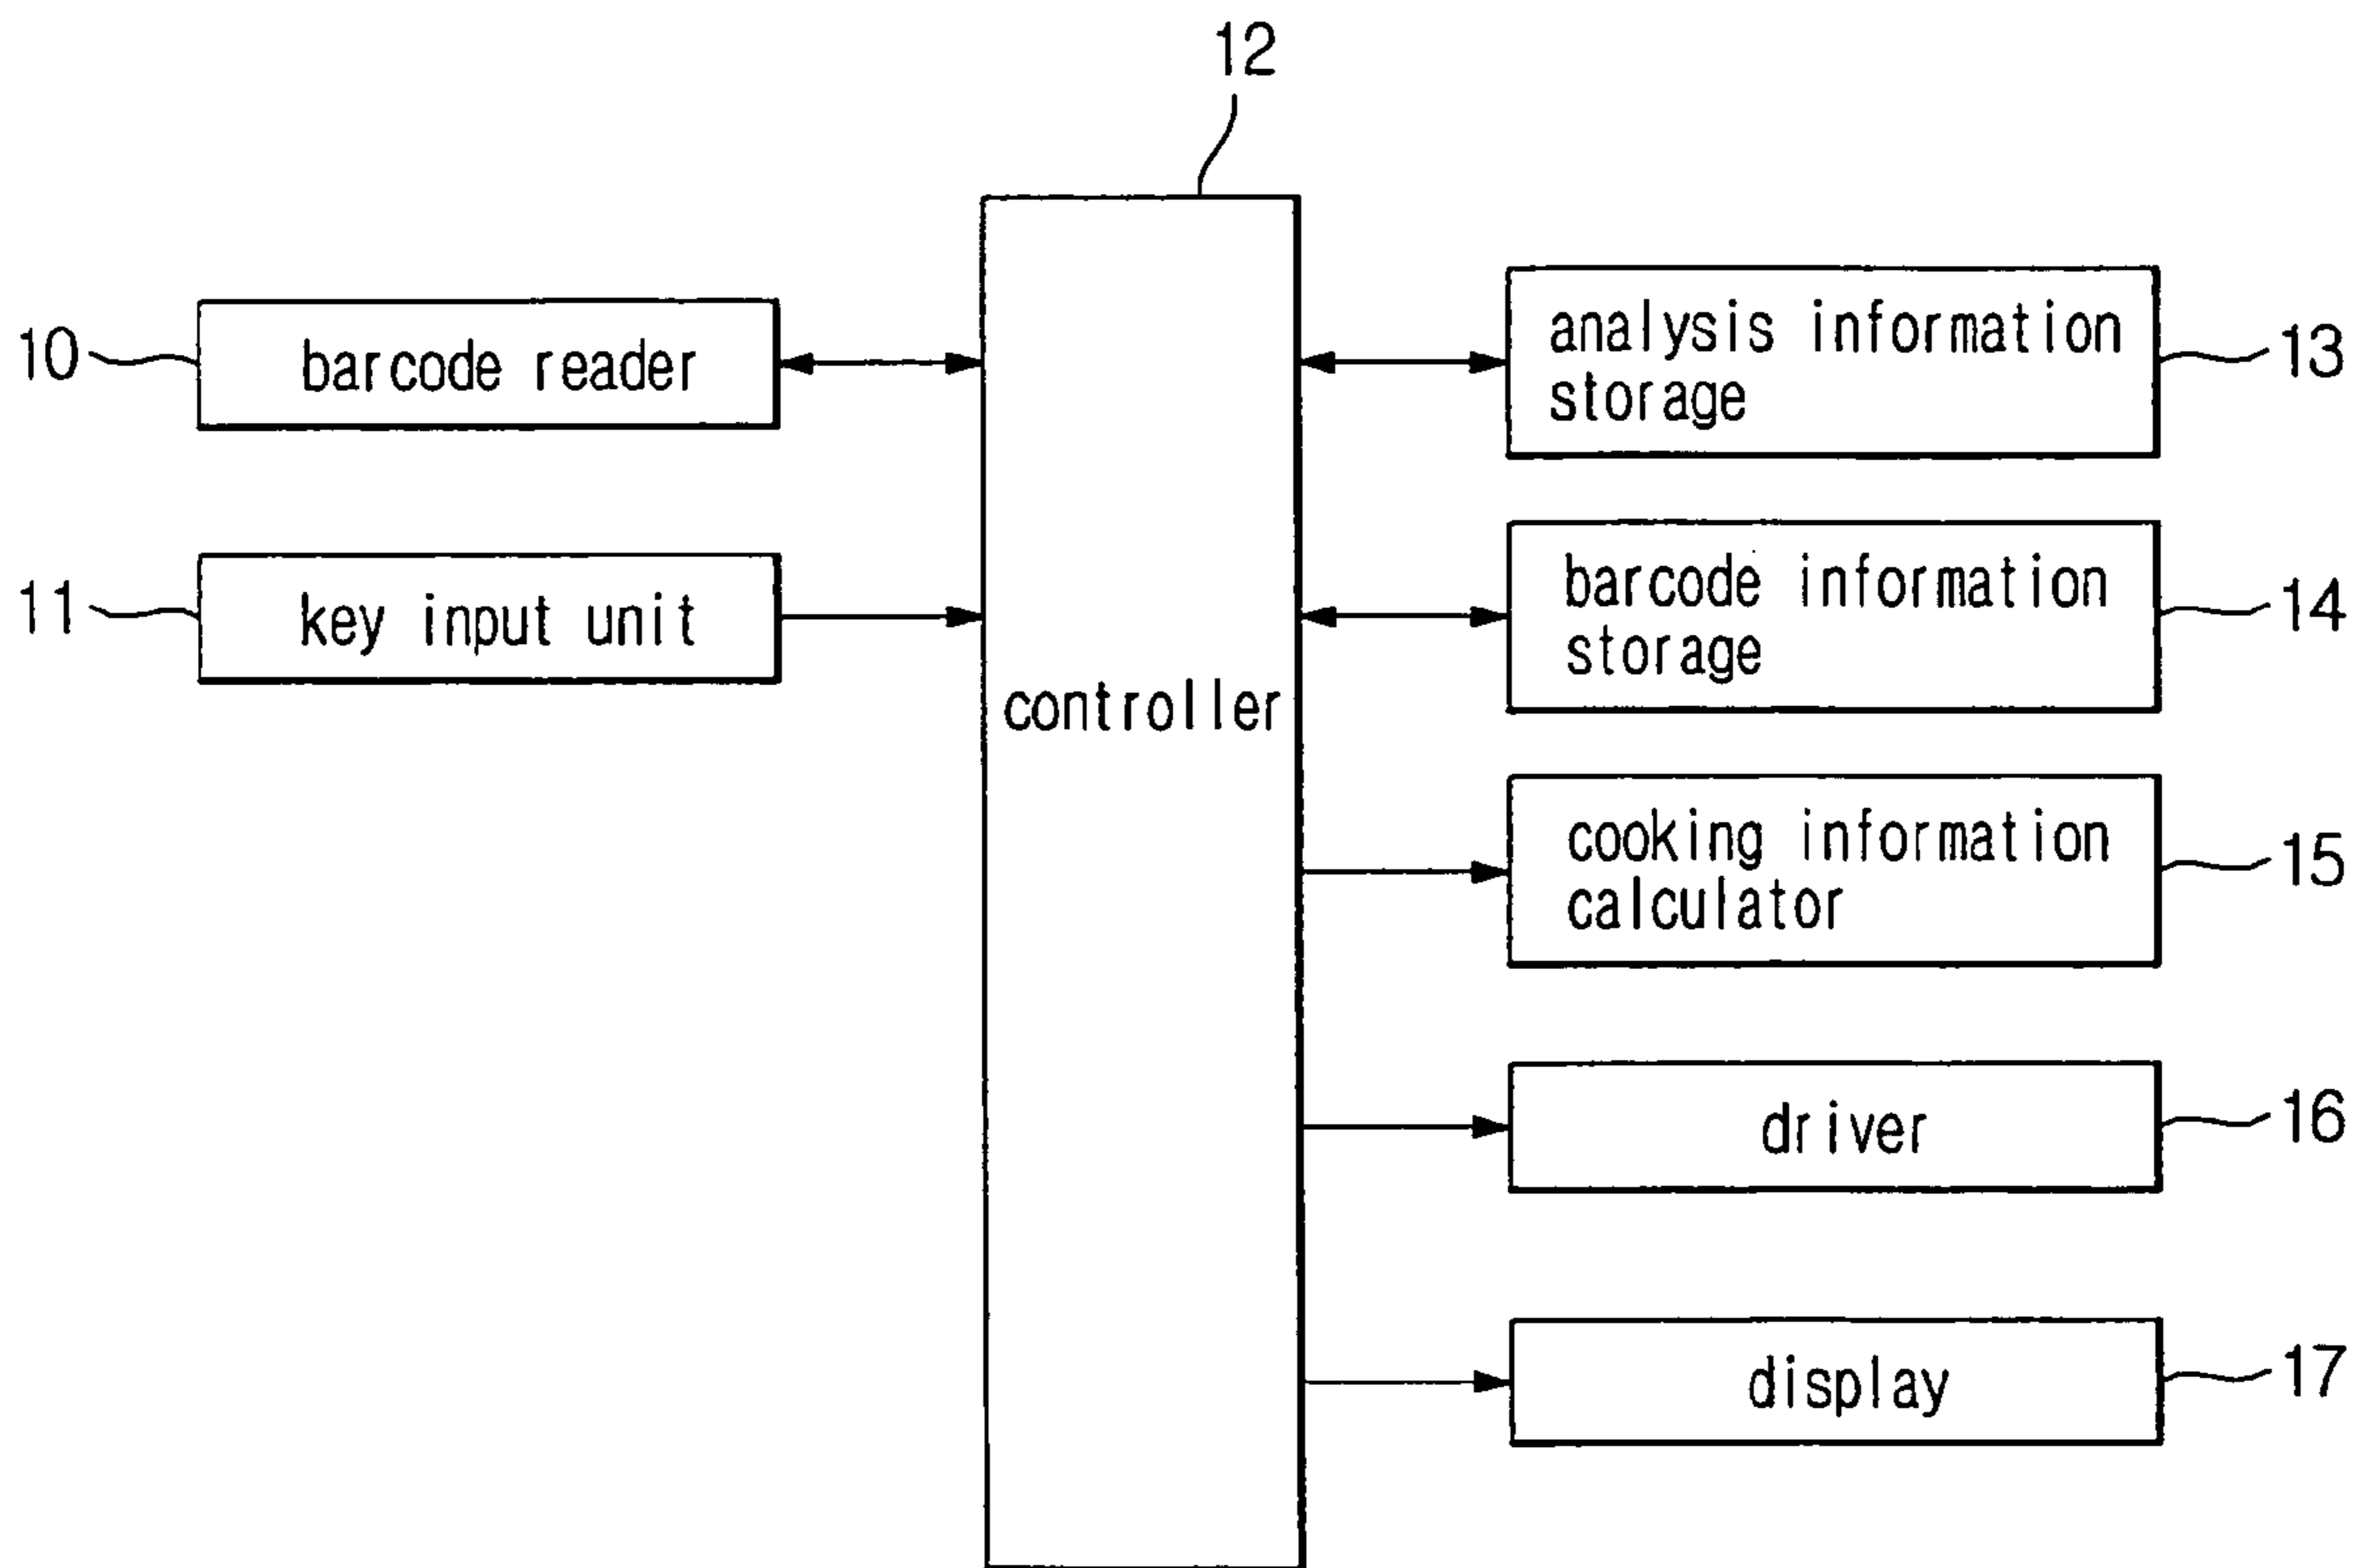 12
10
barcode reader
11
key input unit
controller
analysis information
storage
13
barcode information
storage
14
cooking information
calculator
15
driver
16
display
17